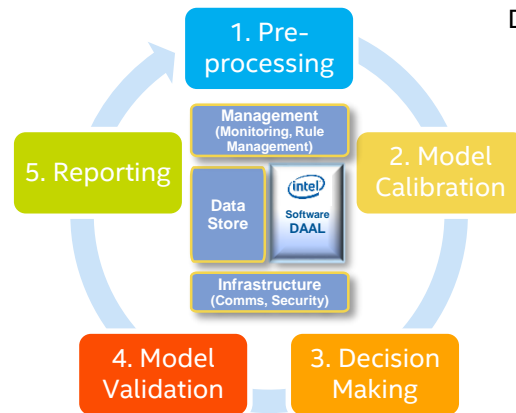 D
1. Pre-
processing
Management
(Monitoring, Rule
Management)
2. Model
Calibration
5. Reporting
Data
Store
intel
Software
DAAL
Infrastructure
(Comms, Security)
4. Model
Validation
3. Decision
Making